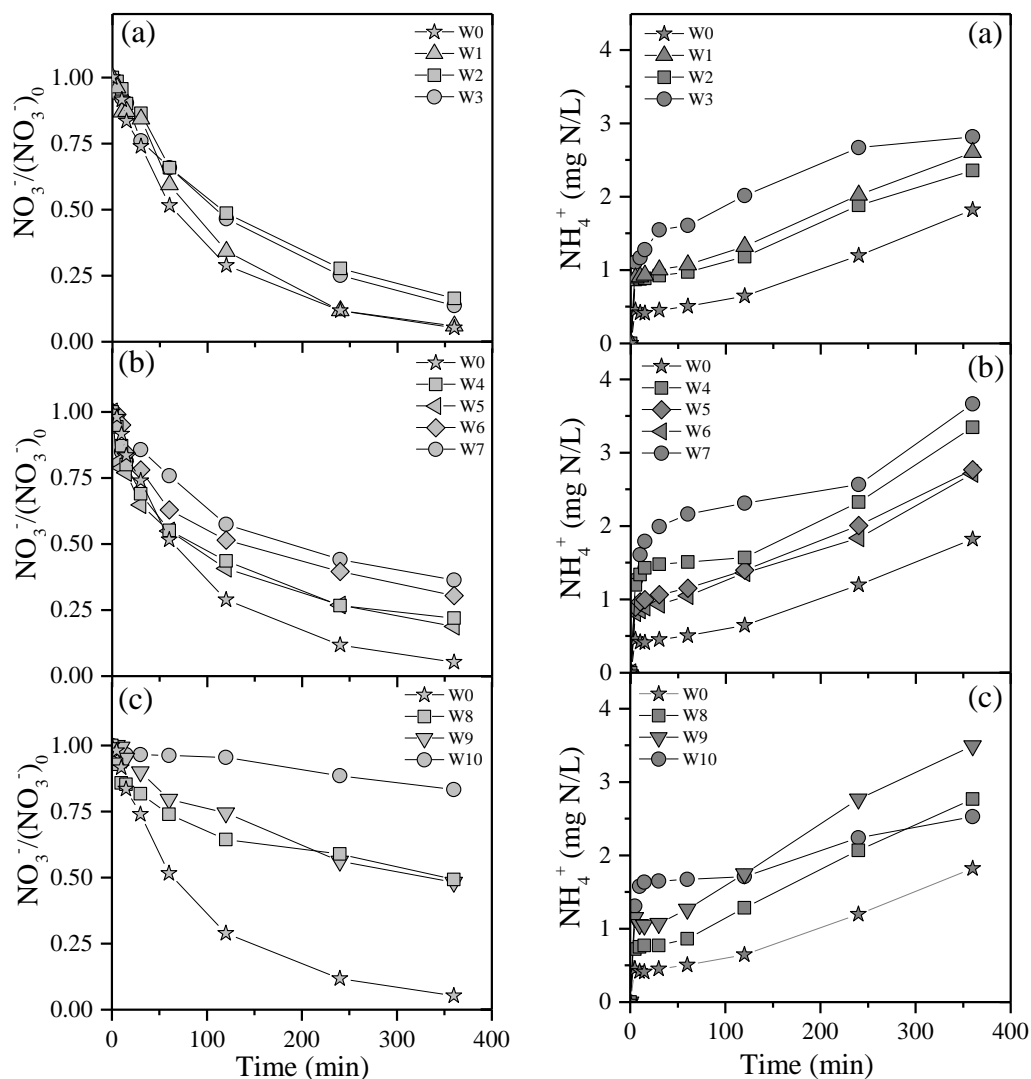 (a)
W0
W1
W2
W3
1.00
0.75
0.50
0.25
0.00
NO₃⁻/(NO₃⁻)₀
(b)
W0
W4
W5
W6
W7
1.00
0.75
0.50
0.25
0.00
NO₃⁻/(NO₃⁻)₀
(c)
W0
W8
W9
W10
1.00
0.75
0.50
0.25
0.00
NO₃⁻/(NO₃⁻)₀
0 100 200 300 400
Time (min)
(a)
W0
W1
W2
W3
4
3
2
1
0
NH₄⁺ (mg N/L)
(b)
W0
W4
W5
W6
W7
4
3
2
1
0
NH₄⁺ (mg N/L)
(c)
W0
W8
W9
W10
4
3
2
1
0
NH₄⁺ (mg N/L)
0 100 200 300 400
Time (min)